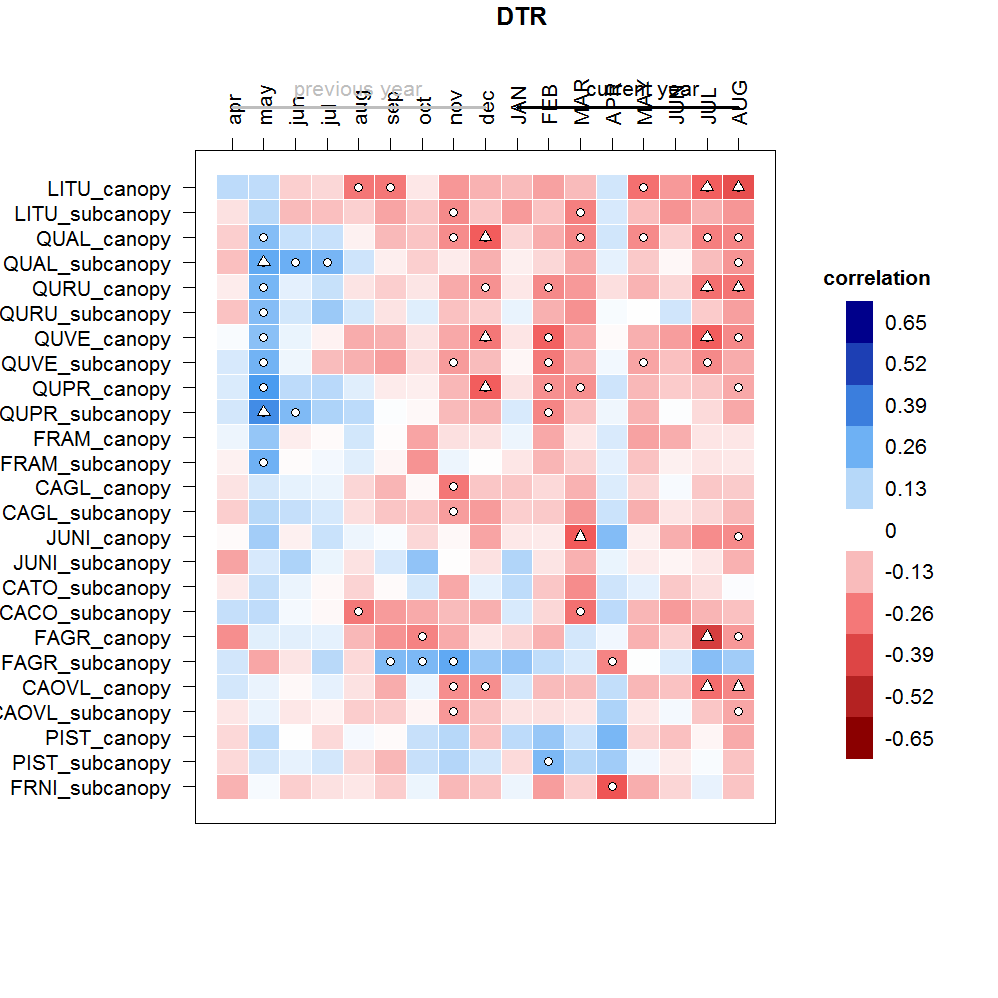 DTR
previous year
current year
apr may jun jul aug sep oct nov dec JAN FEB MAR APR MAY JUN JUL AUG
LITU_canopy
LITU_subcanopy
QUAL_canopy
QUAL_subcanopy
QURU_canopy
QURU_subcanopy
QUVE_canopy
QUVE_subcanopy
QUPR_canopy
QUPR_subcanopy
FRAM_canopy
FRAM_subcanopy
CAGL_canopy
CAGL_subcanopy
JUNI_canopy
JUNI_subcanopy
CATO_subcanopy
CACO_subcanopy
FAGR_canopy
FAGR_subcanopy
CAOVL_canopy
CAOVL_subcanopy
PIST_canopy
PIST_subcanopy
FRNI_subcanopy
correlation
0.65
0.52
0.39
0.26
0.13
0
-0.13
-0.26
-0.39
-0.52
-0.65